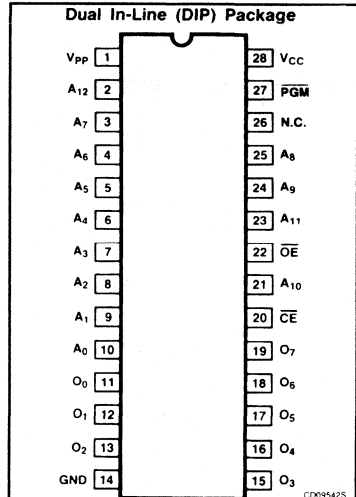 Dual In-Line (DIP) Package
VPP 1 28 VCC
A12 2 27 PGM
A7 3 26 N.C.
A6 4 25 A8
A5 5 24 A9
A4 6 23 A11
A3 7 22 OE
A2 8 21 A10
A1 9 20 CE
A0 10 19 O7
O0 11 18 O6
O1 12 17 O5
O2 13 16 O4
GND 14 15 O3
CD09542S